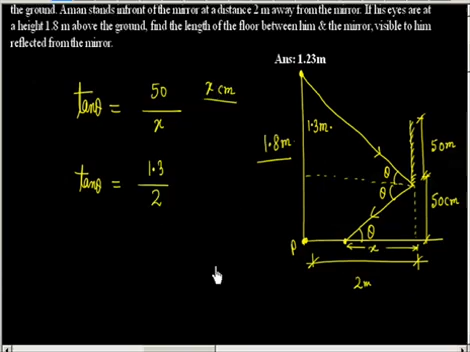 the ground. A man stands infront of the mirror at a distance 2 m away from the mirror. If his eyes are at
a height 1.8 m above the ground, find the length of the floor between him & the mirror, visible to him
reflected from the mirror.
Ans: 1.23m
tanθ = 50 / x
x cm
tanθ = 1.3 / 2
1.3m.
1.8m
θ
θ
θ
50m
50cm
P
x
2m